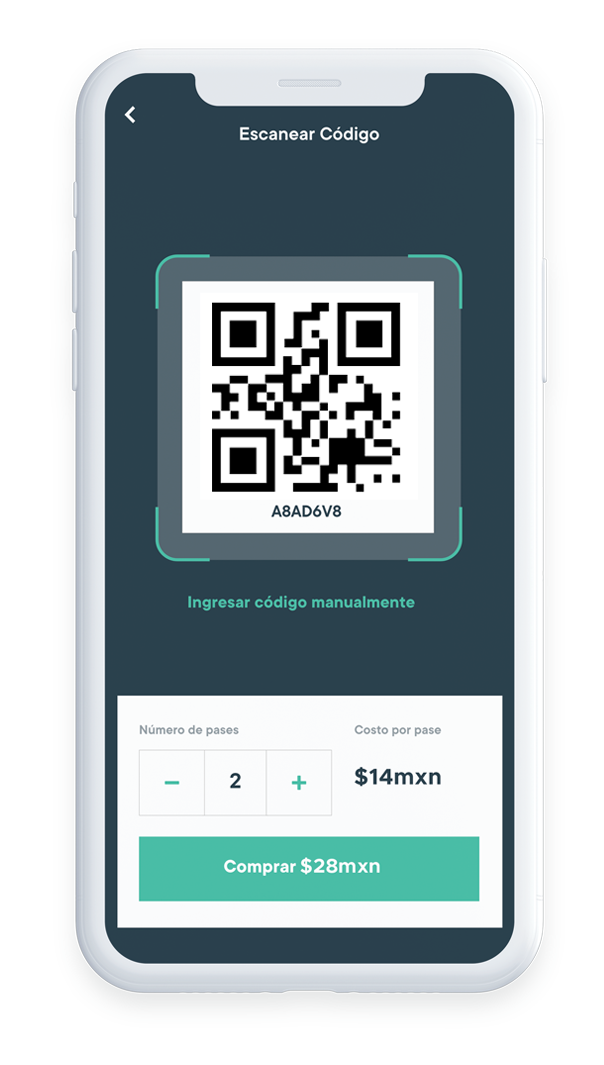 Escanear Código
A8AD6V8
Ingresar código manualmente
Número de pases
Costo por pase
− 2 +
$14mxn
Comprar $28mxn